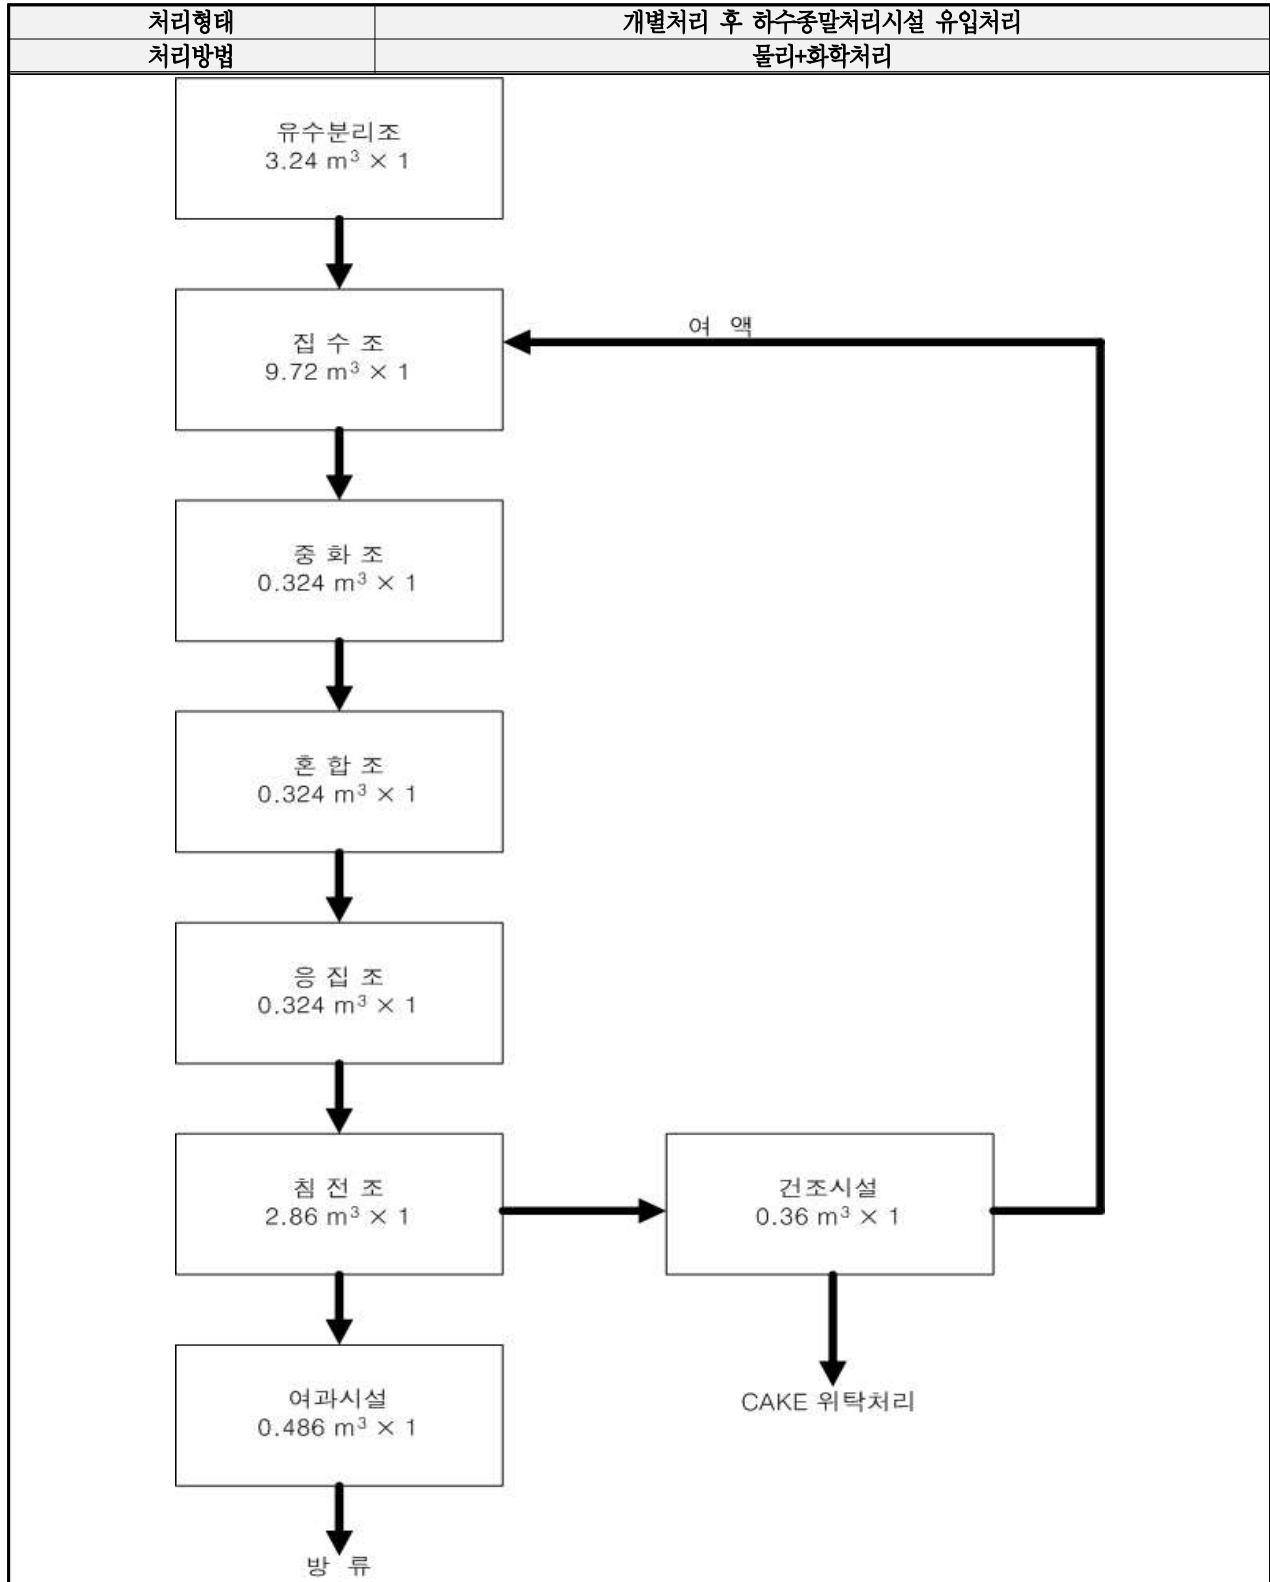 처리형태 개별처리 후 하수종말처리시설 유입처리
처리방법 물리+화학처리
유수분리조
3.24 m³ × 1
여 액
집 수 조
9.72 m³ × 1
중 화 조
0.324 m³ × 1
혼 합 조
0.324 m³ × 1
응 집 조
0.324 m³ × 1
침 전 조
2.86 m³ × 1
건조시설
0.36 m³ × 1
여과시설
0.486 m³ × 1
CAKE 위탁처리
방 류